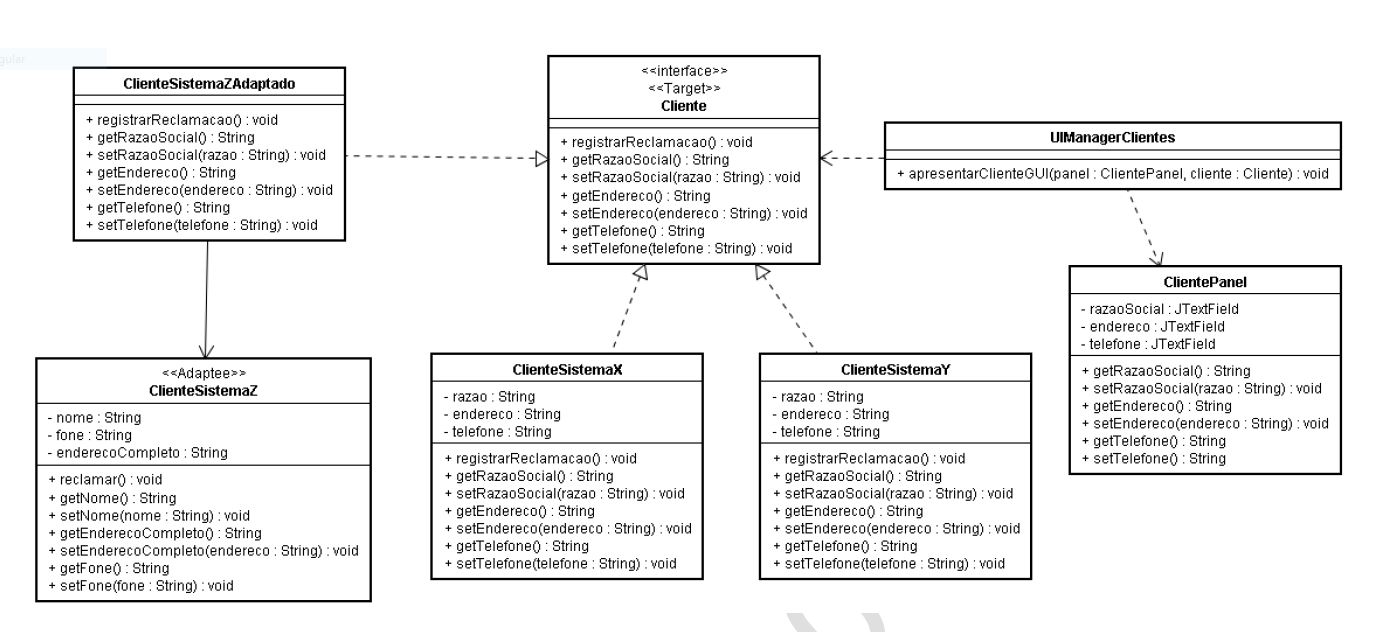 gular
ClienteSistemaZAdaptado
+ registrarReclamacao() : void
+ getRazaoSocial() : String
+ setRazaoSocial(razao : String) : void
+ getEndereco() : String
+ setEndereco(endereco : String) : void
+ getTelefone() : String
+ setTelefone(telefone : String) : void
<<interface>>
<<Target>>
Cliente
+ registrarReclamacao() : void
+ getRazaoSocial() : String
+ setRazaoSocial(razao : String) : void
+ getEndereco() : String
+ setEndereco(endereco : String) : void
+ getTelefone() : String
+ setTelefone(telefone : String) : void
UIManagerClientes
+ apresentarClienteGUI(panel : ClientePanel, cliente : Cliente) : void
ClientePanel
- razaoSocial : JTextField
- endereco : JTextField
- telefone : JTextField
+ getRazaoSocial() : String
+ setRazaoSocial(razao : String) : void
+ getEndereco() : String
+ setEndereco(endereco : String) : void
+ getTelefone() : String
+ setTelefone() : String
<<Adaptee>>
ClienteSistemaZ
- nome : String
- fone : String
- enderecoCompleto : String
+ reclamar() : void
+ getNome() : String
+ setNome(nome : String) : void
+ getEnderecoCompleto() : String
+ setEnderecoCompleto(endereco : String) : void
+ getFone() : String
+ setFone(fone : String) : void
ClienteSistemaX
- razao : String
- endereco : String
- telefone : String
+ registrarReclamacao() : void
+ getRazaoSocial() : String
+ setRazaoSocial(razao : String) : void
+ getEndereco() : String
+ setEndereco(endereco : String) : void
+ getTelefone() : String
+ setTelefone(telefone : String) : void
ClienteSistemaY
- razao : String
- endereco : String
- telefone : String
+ registrarReclamacao() : void
+ getRazaoSocial() : String
+ setRazaoSocial(razao : String) : void
+ getEndereco() : String
+ setEndereco(endereco : String) : void
+ getTelefone() : String
+ setTelefone(telefone : String) : void